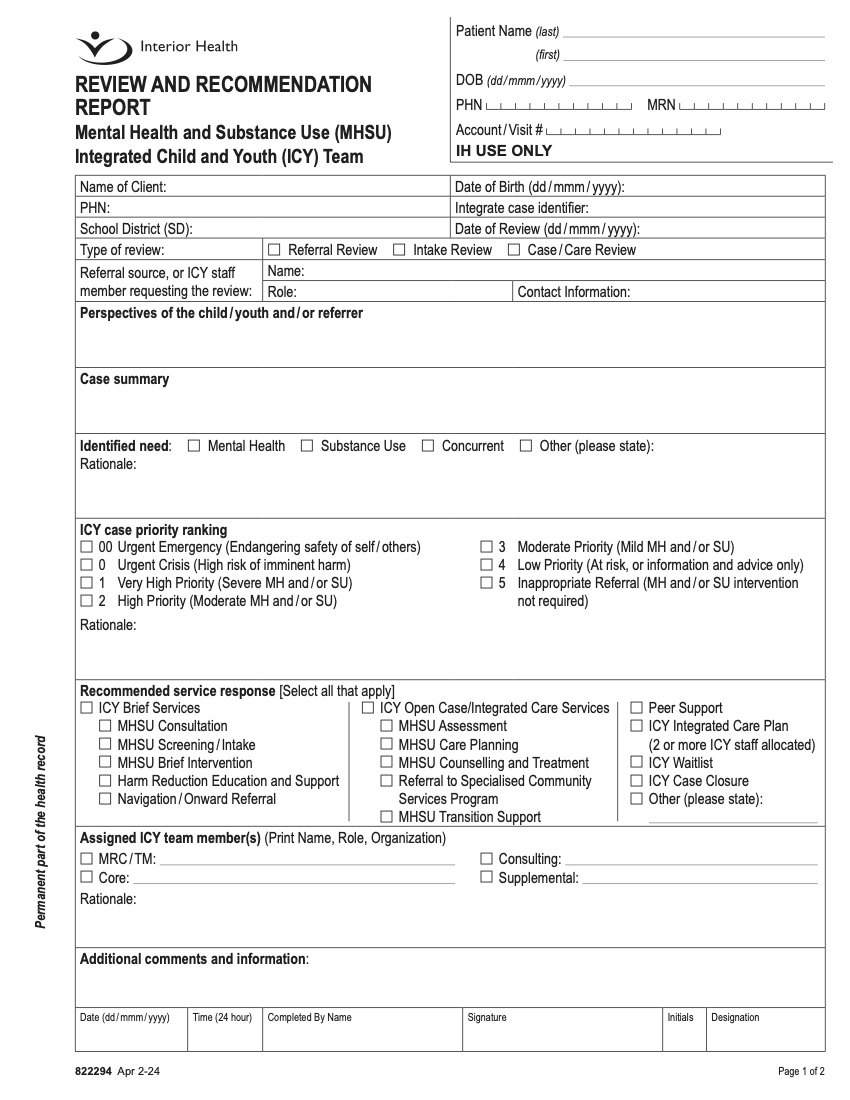 Interior Health
REVIEW AND RECOMMENDATION
REPORT
Mental Health and Substance Use (MHSU)
Integrated Child and Youth (ICY) Team
Patient Name (last)
(first)
DOB (dd/mmm/yyyy)
PHN MRN
Account/Visit #
IH USE ONLY
Name of Client: Date of Birth (dd/mmm/yyyy):
PHN: Integrate case identifier:
School District (SD): Date of Review (dd/mmm/yyyy):
Type of review: ☐ Referral Review ☐ Intake Review ☐ Case/Care Review
Referral source, or ICY staff
member requesting the review:
Name:
Role: Contact Information:
Perspectives of the child/youth and/or referrer
Case summary
Identified need: ☐ Mental Health ☐ Substance Use ☐ Concurrent ☐ Other (please state):
Rationale:
ICY case priority ranking
☐ 00 Urgent Emergency (Endangering safety of self/others)
☐ 0 Urgent Crisis (High risk of imminent harm)
☐ 1 Very High Priority (Severe MH and/or SU)
☐ 2 High Priority (Moderate MH and/or SU)
☐ 3 Moderate Priority (Mild MH and/or SU)
☐ 4 Low Priority (At risk, or information and advice only)
☐ 5 Inappropriate Referral (MH and/or SU intervention
not required)
Rationale:
Recommended service response [Select all that apply]
☐ ICY Brief Services
☐ MHSU Consultation
☐ MHSU Screening/Intake
☐ MHSU Brief Intervention
☐ Harm Reduction Education and Support
☐ Navigation/Onward Referral
☐ ICY Open Case/Integrated Care Services
☐ MHSU Assessment
☐ MHSU Care Planning
☐ MHSU Counselling and Treatment
☐ Referral to Specialised Community
Services Program
☐ MHSU Transition Support
☐ Peer Support
☐ ICY Integrated Care Plan
(2 or more ICY staff allocated)
☐ ICY Waitlist
☐ ICY Case Closure
☐ Other (please state):
Assigned ICY team member(s) (Print Name, Role, Organization)
☐ MRC/TM: ☐ Consulting:
☐ Core: ☐ Supplemental:
Rationale:
Additional comments and information:
Date (dd/mmm/yyyy) Time (24 hour) Completed By Name Signature Initials Designation
822294 Apr 2-24 Page 1 of 2
Permanent part of the health record